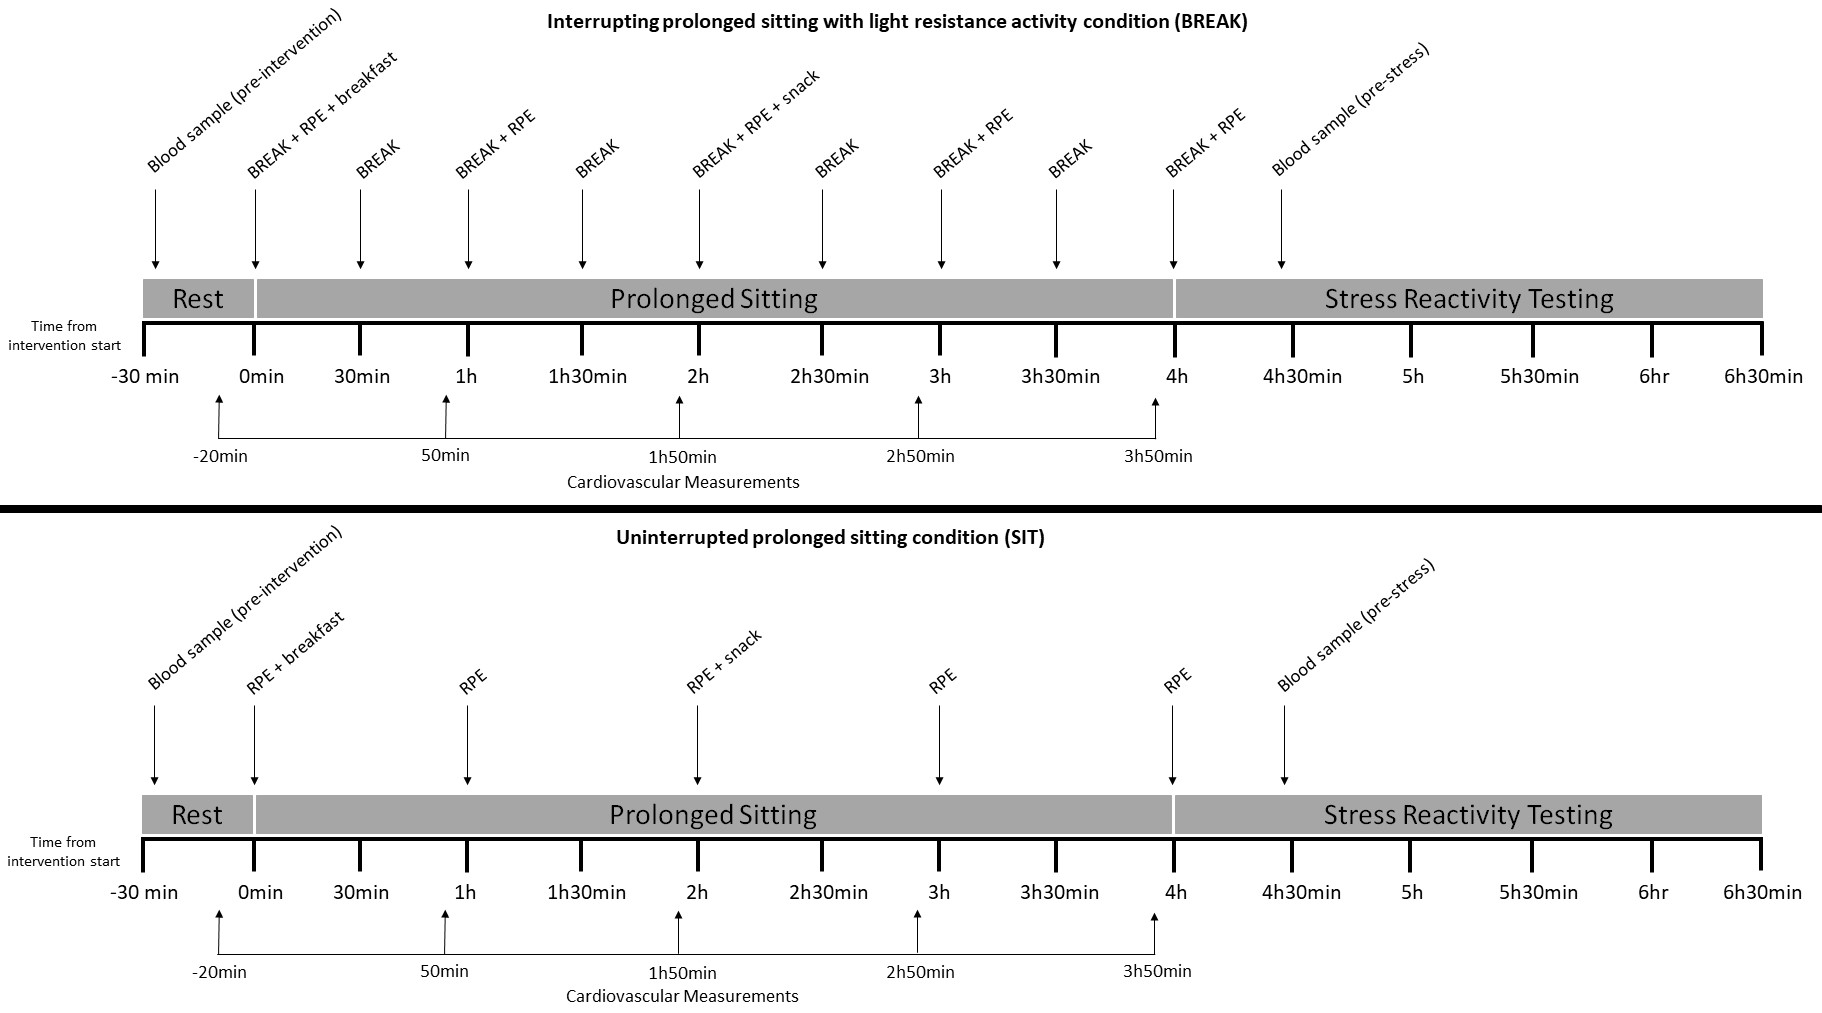 Interrupting prolonged sitting with light resistance activity condition (BREAK)
Blood sample (pre-intervention)
BREAK + RPE + breakfast
BREAK
BREAK + RPE
BREAK
BREAK + RPE + snack
BREAK
BREAK + RPE
BREAK
BREAK + RPE
Blood sample (pre-stress)
Rest
Prolonged Sitting
Stress Reactivity Testing
Time from
intervention start
-30 min
0min
30min
1h
1h30min
2h
2h30min
3h
3h30min
4h
4h30min
5h
5h30min
6hr
6h30min
-20min
50min
1h50min
2h50min
3h50min
Cardiovascular Measurements
Uninterrupted prolonged sitting condition (SIT)
Blood sample (pre-intervention)
RPE + breakfast
RPE
RPE + snack
RPE
RPE
Blood sample (pre-stress)
Rest
Prolonged Sitting
Stress Reactivity Testing
Time from
intervention start
-30 min
0min
30min
1h
1h30min
2h
2h30min
3h
3h30min
4h
4h30min
5h
5h30min
6hr
6h30min
-20min
50min
1h50min
2h50min
3h50min
Cardiovascular Measurements